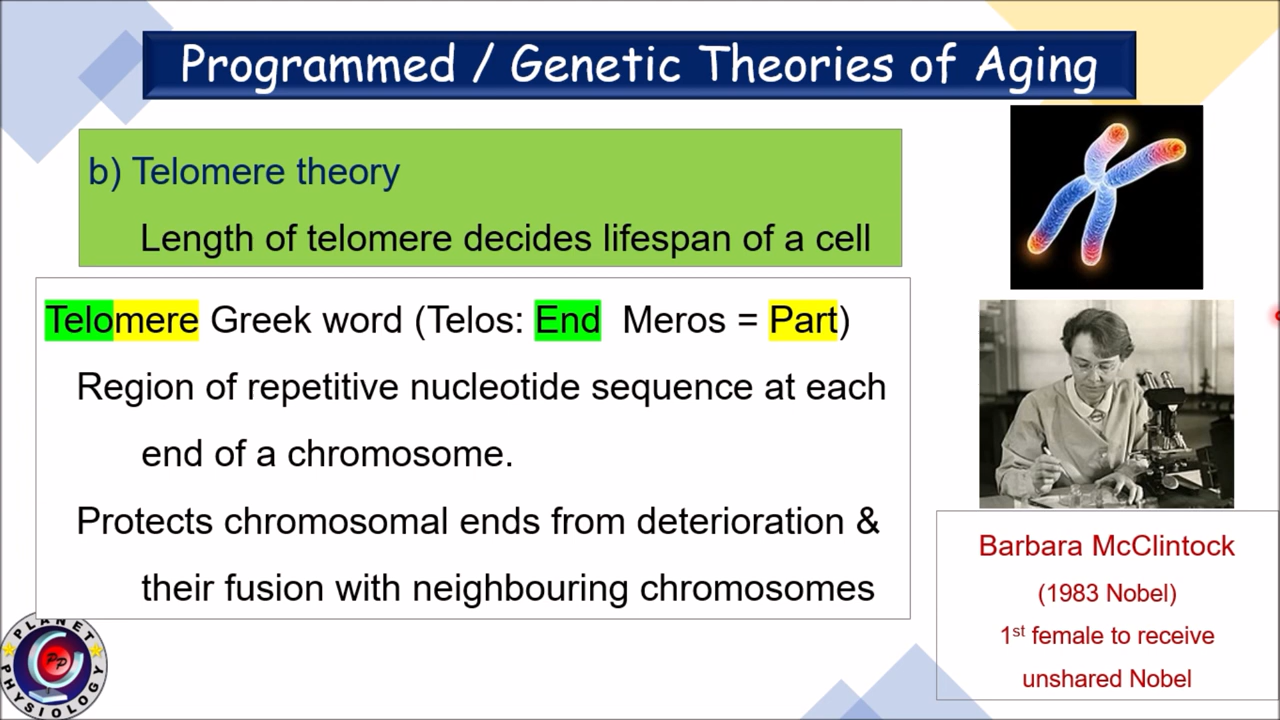 Programmed / Genetic Theories of Aging
b) Telomere theory
Length of telomere decides lifespan of a cell
Telomere Greek word (Telos: End  Meros = Part)
Region of repetitive nucleotide sequence at each
end of a chromosome.
Protects chromosomal ends from deterioration &
their fusion with neighbouring chromosomes
Barbara McClintock
(1983 Nobel)
1st female to receive
unshared Nobel
PLANET
PP
PHYSIOLOGY